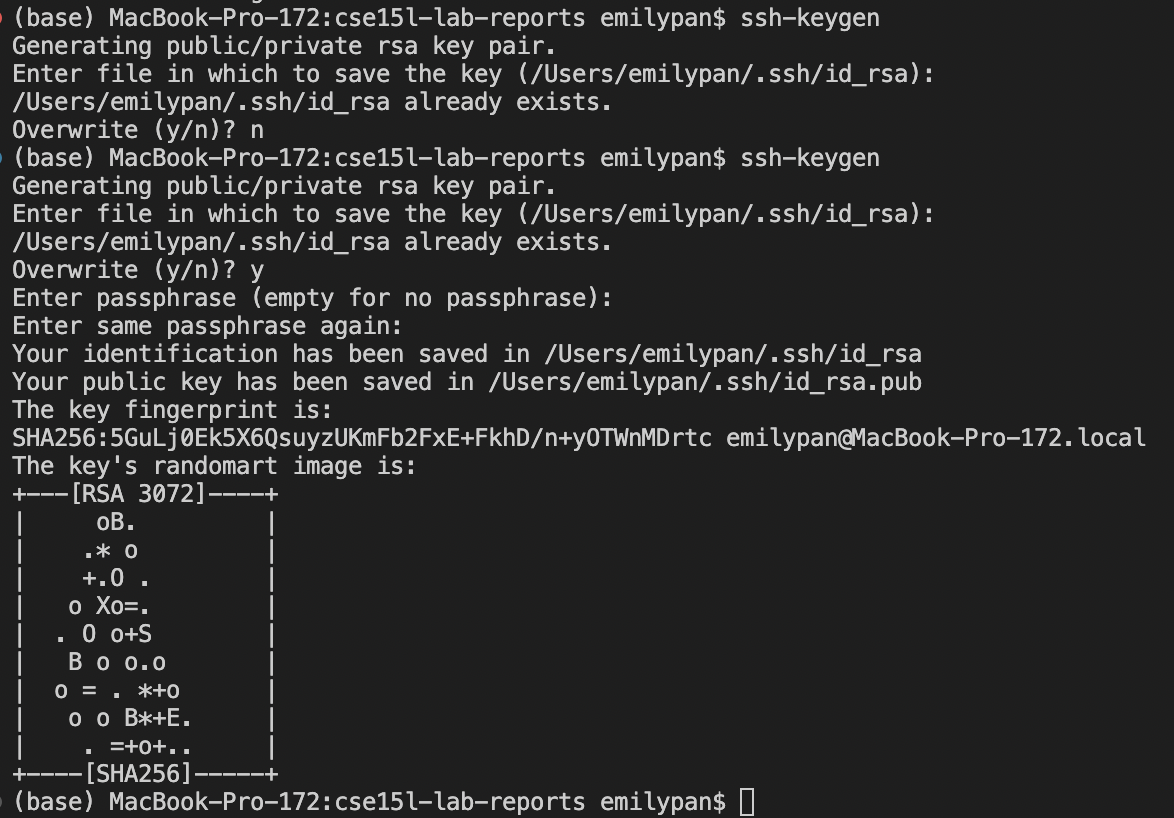 (base) MacBook-Pro-172:cse15l-lab-reports emilypan$ ssh-keygen
Generating public/private rsa key pair.
Enter file in which to save the key (/Users/emilypan/.ssh/id_rsa):
/Users/emilypan/.ssh/id_rsa already exists.
Overwrite (y/n)? n
(base) MacBook-Pro-172:cse15l-lab-reports emilypan$ ssh-keygen
Generating public/private rsa key pair.
Enter file in which to save the key (/Users/emilypan/.ssh/id_rsa):
/Users/emilypan/.ssh/id_rsa already exists.
Overwrite (y/n)? y
Enter passphrase (empty for no passphrase):
Enter same passphrase again:
Your identification has been saved in /Users/emilypan/.ssh/id_rsa
Your public key has been saved in /Users/emilypan/.ssh/id_rsa.pub
The key fingerprint is:
SHA256:5GuLj0Ek5X6QsuyzUKmFb2FxE+FkhD/n+yOTWnMDrtc emilypan@MacBook-Pro-172.local
The key's randomart image is:
+---[RSA 3072]----+
|     oB.         |
|    .* o         |
|    +.O .        |
|   o Xo=.        |
|  . O o+S        |
|   B o o.o       |
|  o = . *+o      |
|   o o B*+E.     |
|    . =+o+..     |
+----[SHA256]-----+
(base) MacBook-Pro-172:cse15l-lab-reports emilypan$